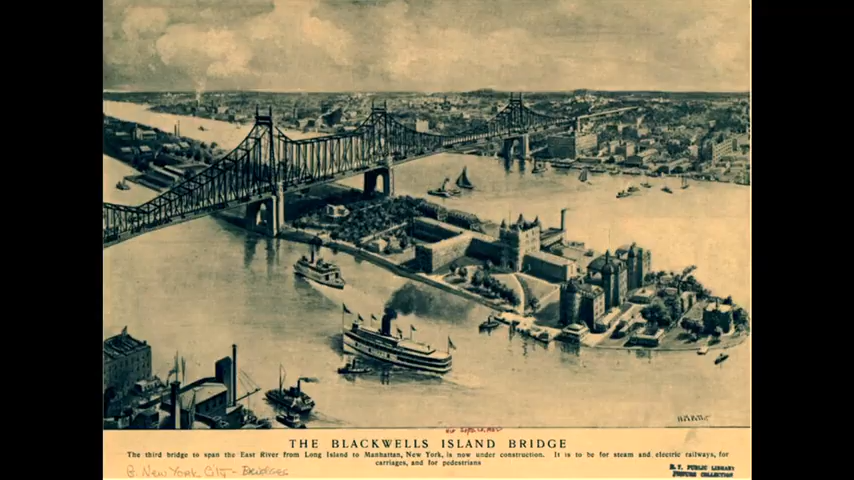 THE BLACKWELLS ISLAND BRIDGE
The third bridge to span the East River from Long Island to Manhattan, New York, is now under construction. It is to be for steam and electric railways, for
carriages, and for pedestrians
NEW YORK CITY - BRIDGES
N.Y. PUBLIC LIBRARY
PICTURE COLLECTION